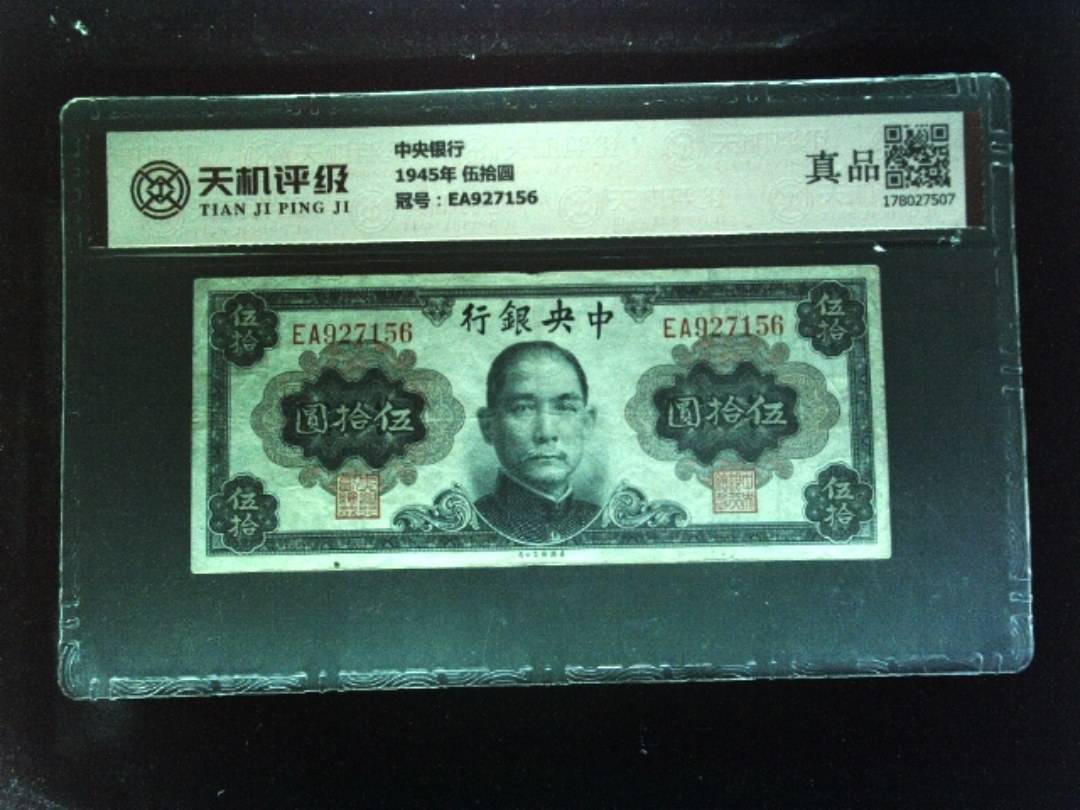 天机评级
TIAN JI PING JI
中央银行
1945年 伍拾圆
冠号：EA927156
真品
178027507
行銀央中
伍拾
伍拾
EA927156
EA927156
圓拾伍
圓拾伍
伍拾
伍拾